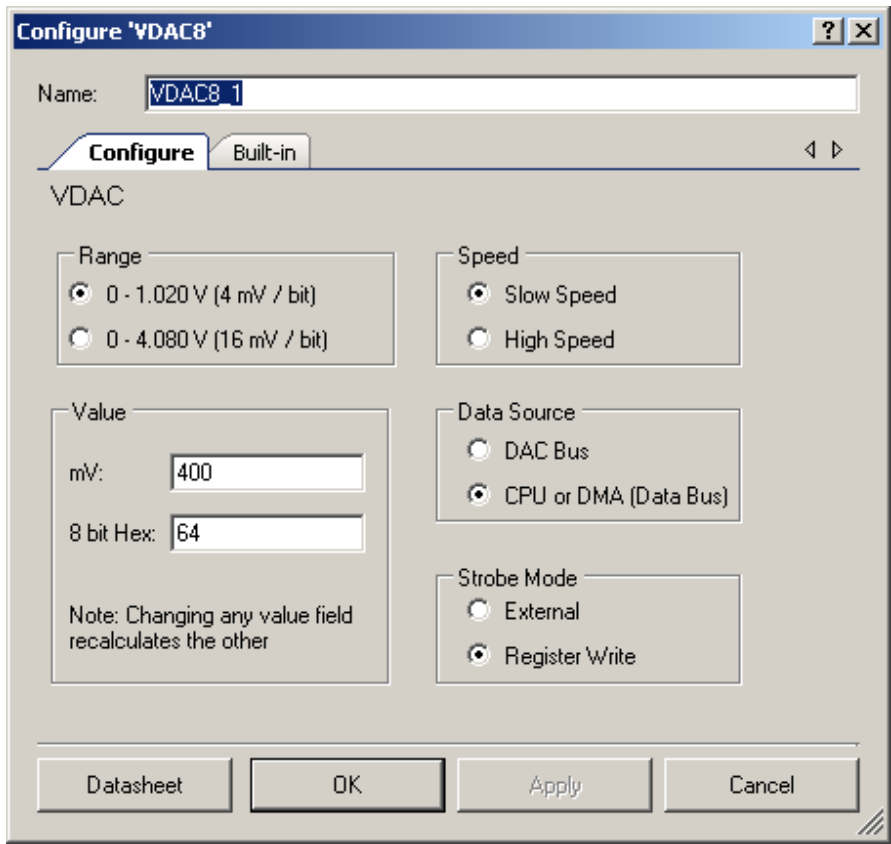 Configure 'VDAC8'
Name: VDAC8_1
Configure Built-in
VDAC
Range
0 - 1.020 V (4 mV / bit)
0 - 4.080 V (16 mV / bit)
Speed
Slow Speed
High Speed
Value
mV: 400
8 bit Hex: 64
Note: Changing any value field
recalculates the other
Data Source
DAC Bus
CPU or DMA (Data Bus)
Strobe Mode
External
Register Write
Datasheet OK Apply Cancel